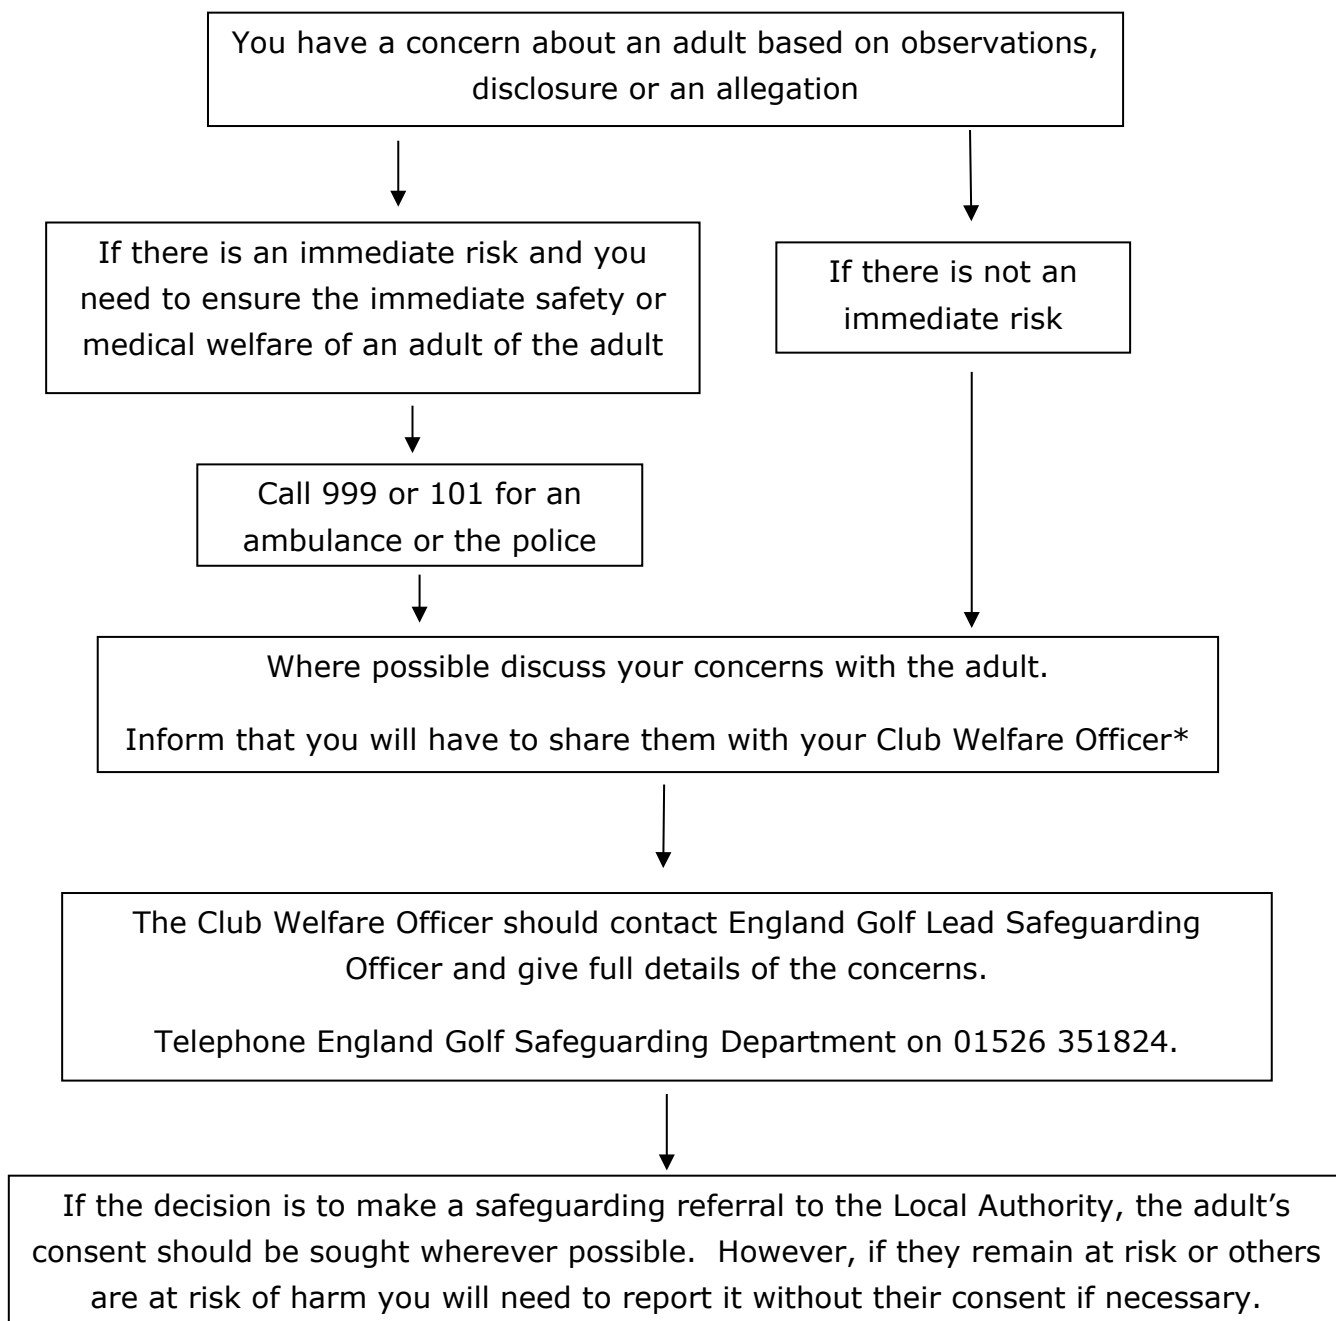 You have a concern about an adult based on observations,
disclosure or an allegation
If there is an immediate risk and you
need to ensure the immediate safety or
medical welfare of an adult of the adult
If there is not an
immediate risk
Call 999 or 101 for an
ambulance or the police
Where possible discuss your concerns with the adult.
Inform that you will have to share them with your Club Welfare Officer*
The Club Welfare Officer should contact England Golf Lead Safeguarding
Officer and give full details of the concerns.
Telephone England Golf Safeguarding Department on 01526 351824.
If the decision is to make a safeguarding referral to the Local Authority, the adult’s
consent should be sought wherever possible.  However, if they remain at risk or others
are at risk of harm you will need to report it without their consent if necessary.